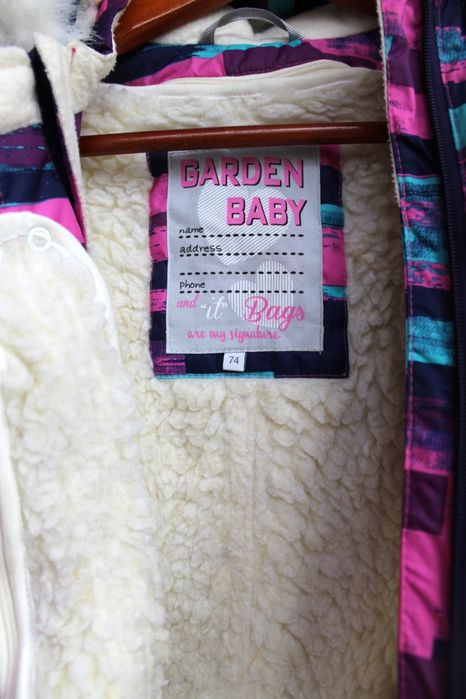 GARDEN
BABY
name
address
phone
and "it" Bags
are my signature.
74